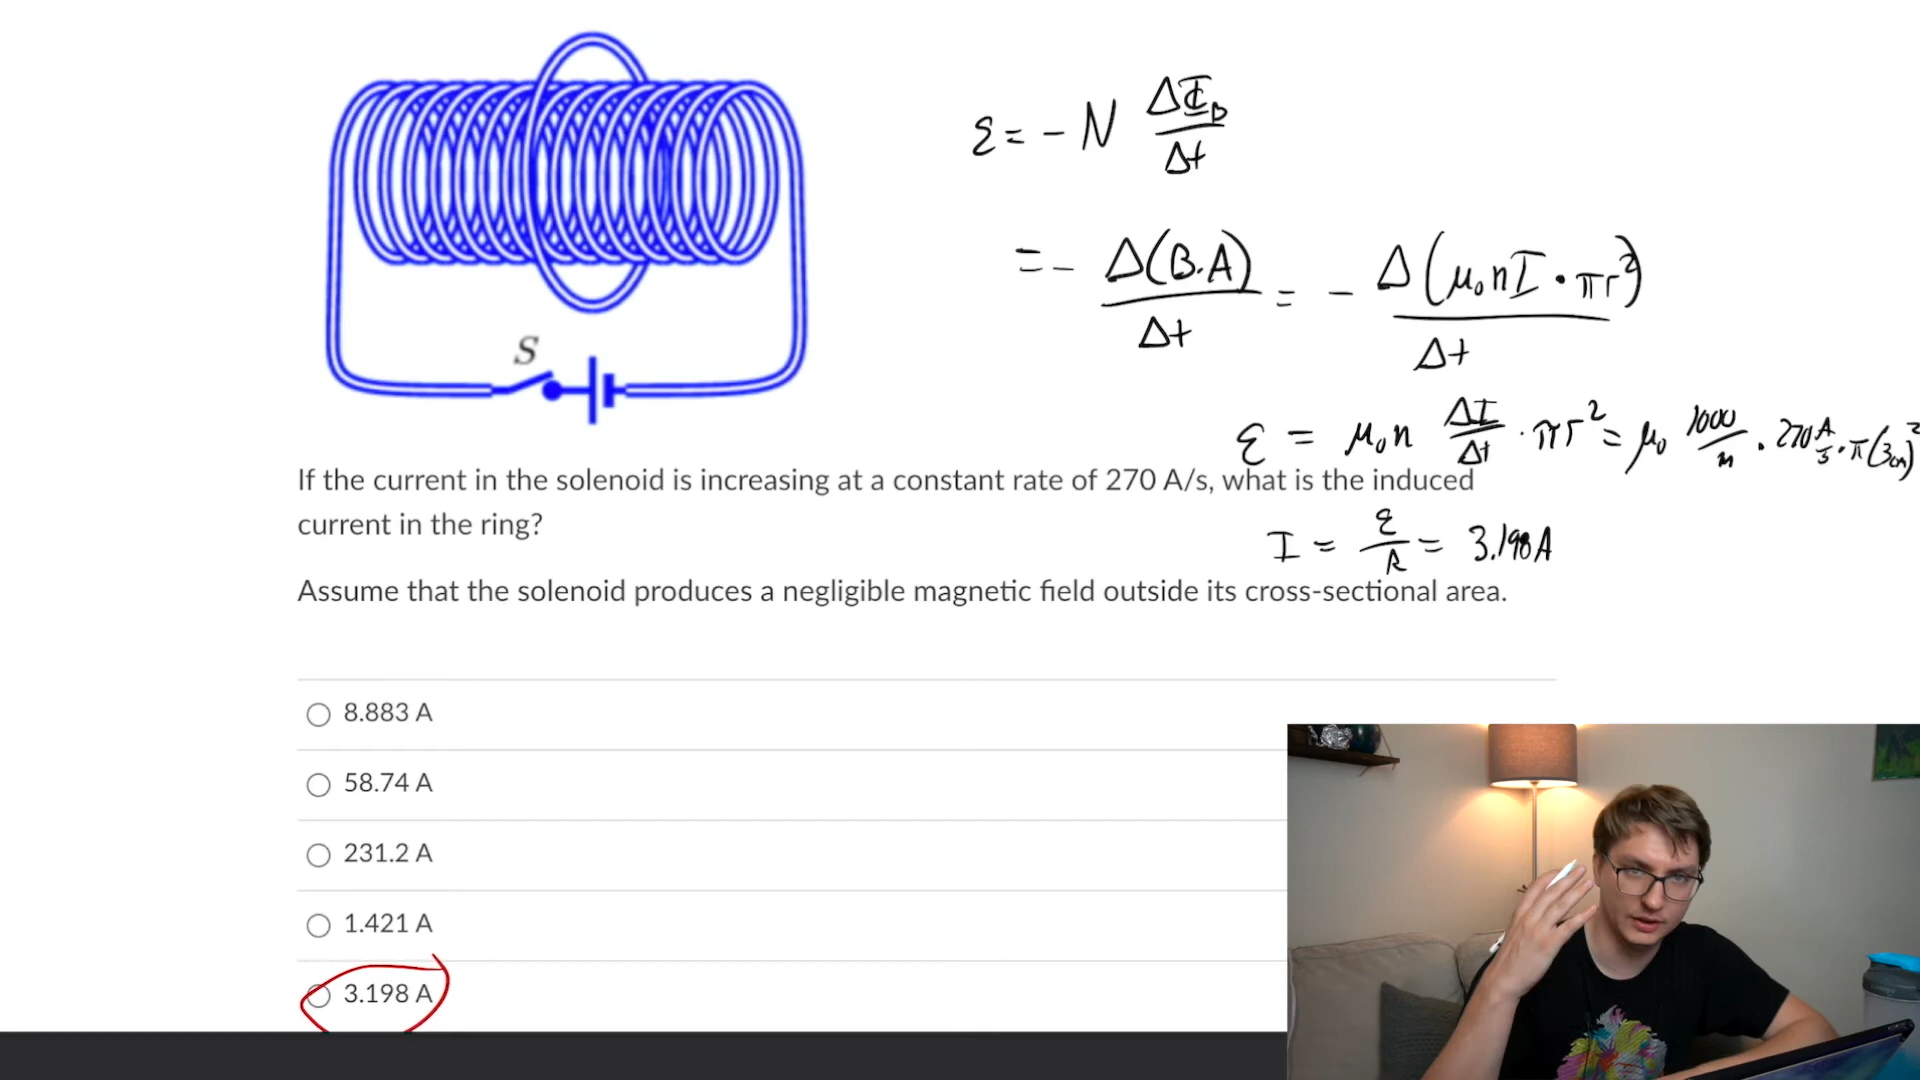 S
ε = - N ΔΦ_B / Δt
= - Δ(B·A) / Δt = - Δ(μ₀nI · πr²) / Δt
ε = μ₀n ΔI/Δt · πr² = μ₀ 1000/m · 270 A/s · π(3cm)²
If the current in the solenoid is increasing at a constant rate of 270 A/s, what is the induced
current in the ring?
I = ε/R = 3.198A
Assume that the solenoid produces a negligible magnetic field outside its cross-sectional area.
8.883 A
58.74 A
231.2 A
1.421 A
3.198 A